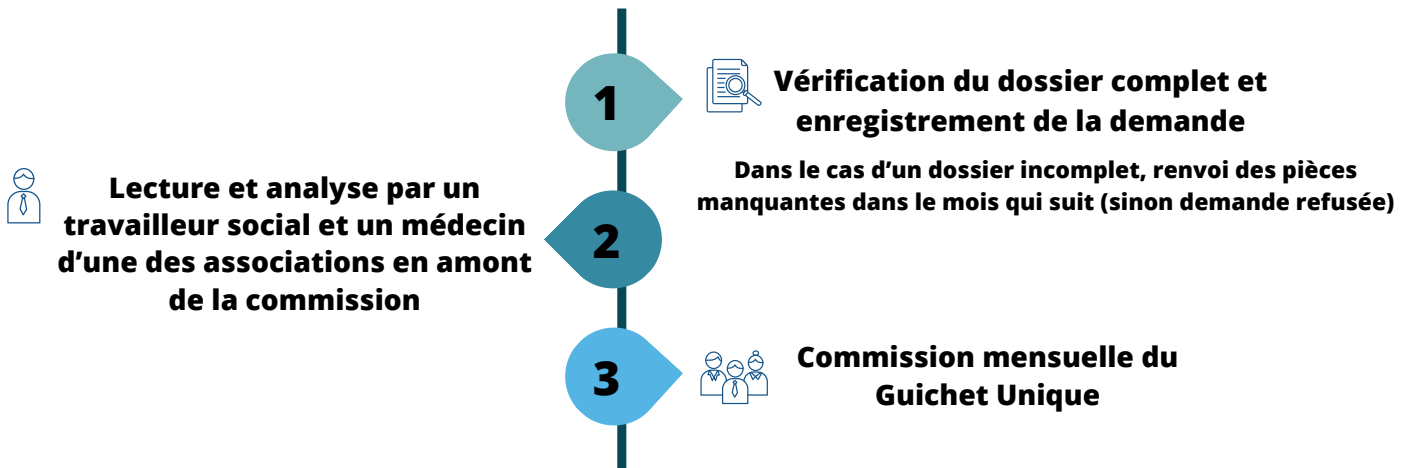 1
Vérification du dossier complet et
enregistrement de la demande
Dans le cas d’un dossier incomplet, renvoi des pièces
manquantes dans le mois qui suit (sinon demande refusée)
2
Lecture et analyse par un
travailleur social et un médecin
d’une des associations en amont
de la commission
3
Commission mensuelle du
Guichet Unique